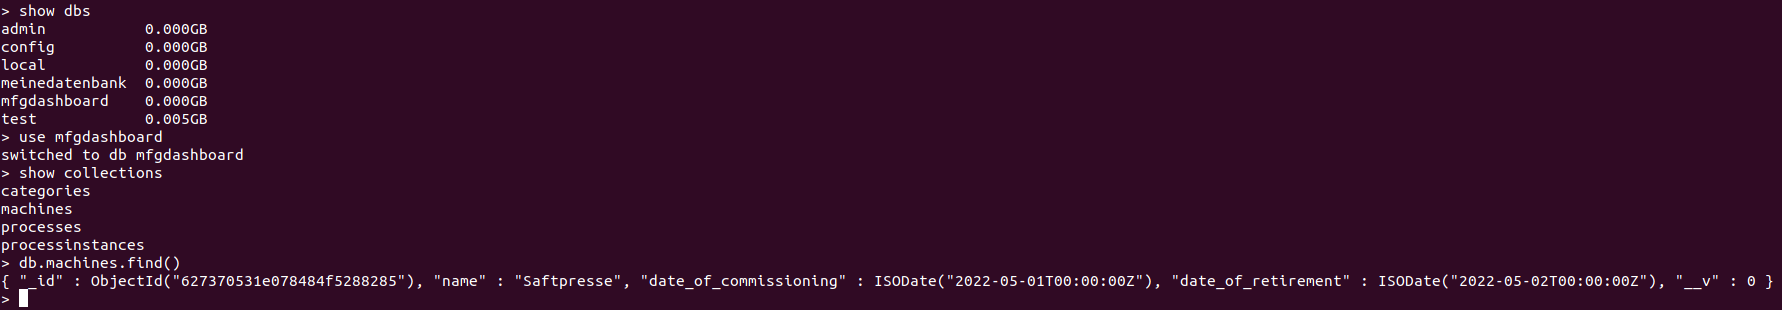 > show dbs
admin           0.000GB
config          0.000GB
local           0.000GB
meinedatenbank  0.000GB
mfgdashboard    0.000GB
test            0.005GB
> use mfgdashboard
switched to db mfgdashboard
> show collections
categories
machines
processes
processinstances
> db.machines.find()
{ "_id" : ObjectId("627370531e078484f5288285"), "name" : "Saftpresse", "date_of_commissioning" : ISODate("2022-05-01T00:00:00Z"), "date_of_retirement" : ISODate("2022-05-02T00:00:00Z"), "__v" : 0 }
>